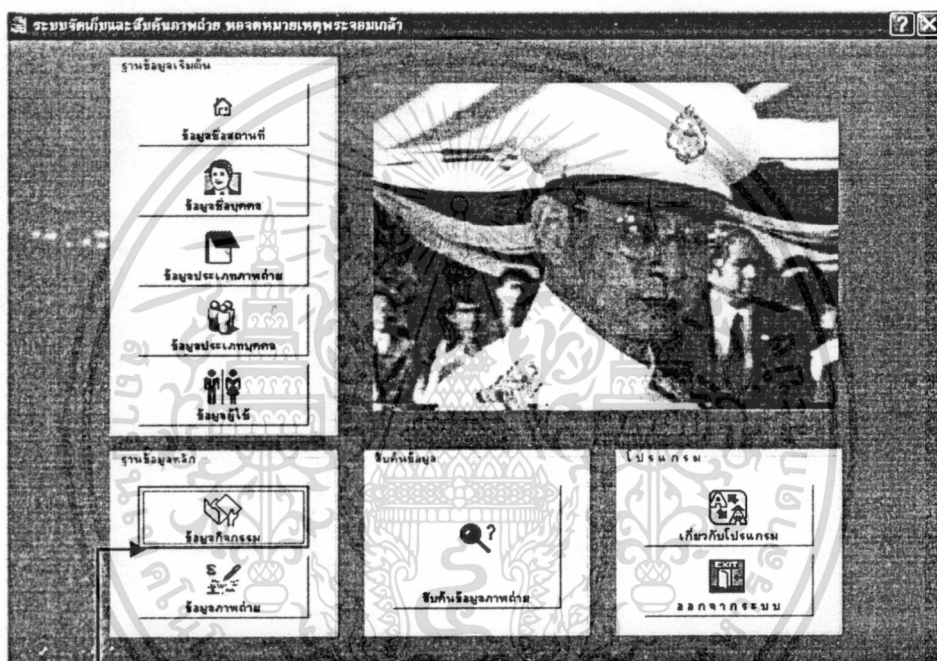 ระบบจัดเก็บและสืบค้นภาพถ่าย หอจดหมายเหตุพระจอมเกล้า
ฐานข้อมูลเริ่มต้น
ข้อมูลชื่อสถานที่
ข้อมูลชื่อบุคคล
ข้อมูลประเภทภาพถ่าย
ข้อมูลประเภทบุคคล
ข้อมูลผู้ใช้
ฐานข้อมูลหลัก
ข้อมูลกิจกรรม
ข้อมูลภาพถ่าย
สืบค้นข้อมูล
?
สืบค้นข้อมูลภาพถ่าย
โปรแกรม
เกี่ยวกับโปรแกรม
EXIT
ออกจากระบบ